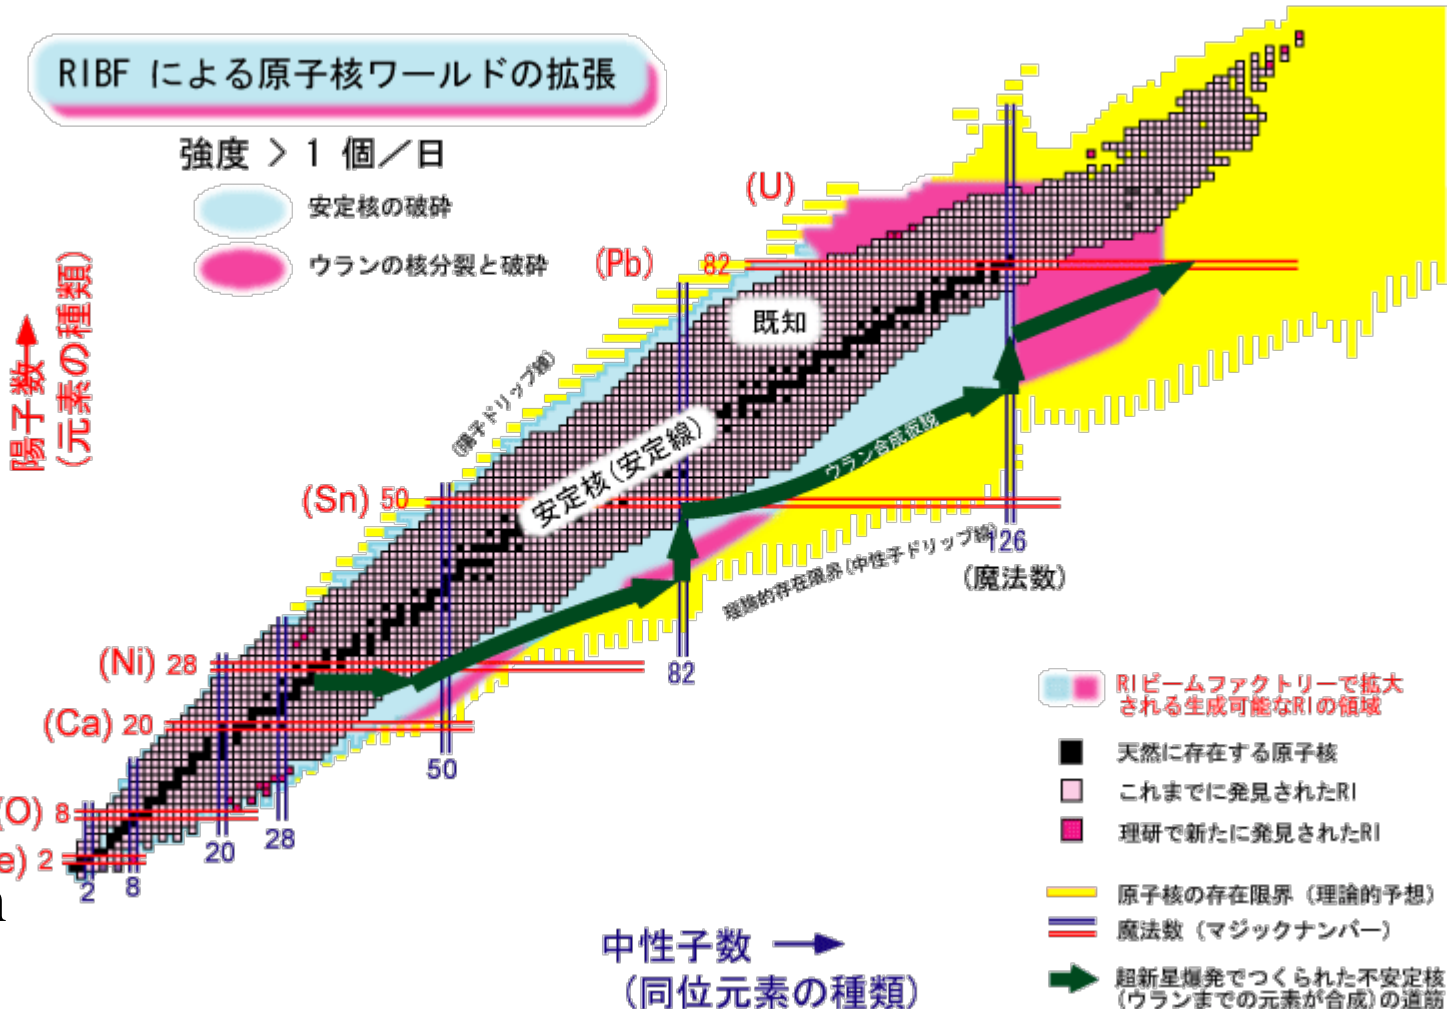 RIBF による原子核ワールドの拡張
強度 > 1 個／日
安定核の破砕
ウランの核分裂と破砕
(U)
(Pb) 82
既知
陽子数
(元素の種類)
(陽子ドリップ線)
安定核(安定線)
(Sn) 50
ウラン合成仮説
126
(魔法数)
理論的存在限界(中性子ドリップ線)
(Ni) 28
82
(Ca) 20
50
(O) 8
28
20
e) 2
2
8
中性子数
(同位元素の種類)
RIビームファクトリーで拡大
される生成可能なRIの領域
天然に存在する原子核
これまでに発見されたRI
理研で新たに発見されたRI
原子核の存在限界 (理論的予想)
魔法数 (マジックナンバー)
超新星爆発でつくられた不安定核
(ウランまでの元素が合成)の道筋